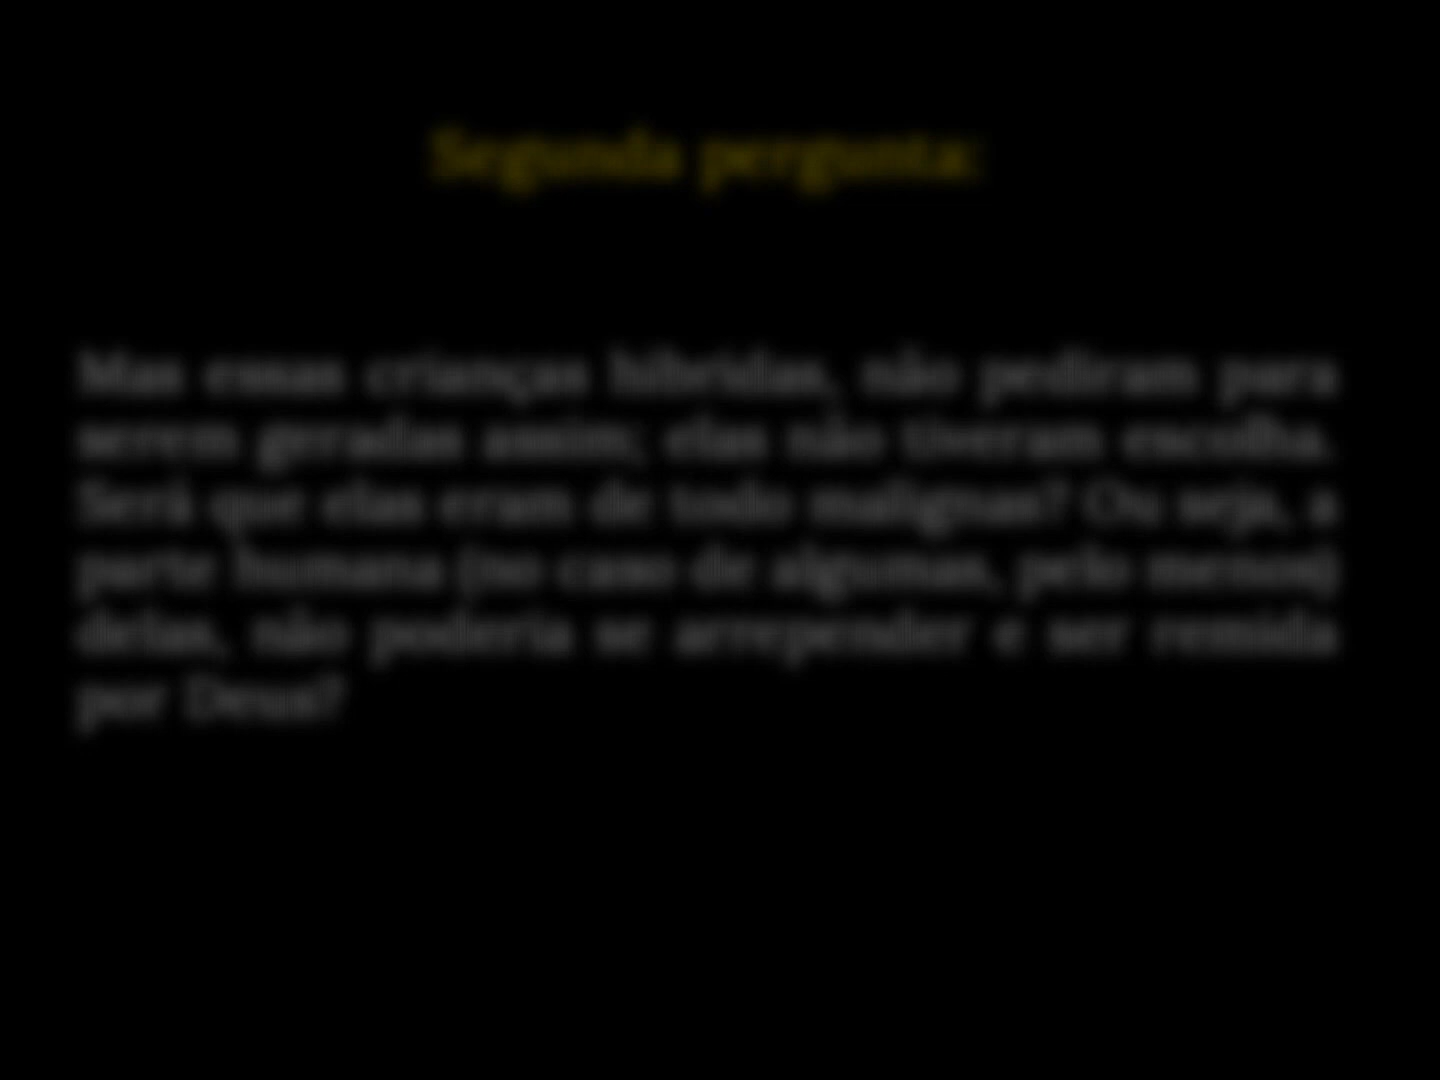 Segunda pergunta:
Mas essas crianças híbridas, não pediram para
serem geradas assim; elas não tiveram escolha.
Será que elas eram de todo malignas? Ou seja, a
parte humana (no caso de algumas, pelo menos)
delas, não poderia se arrepender e ser remida
por Deus?